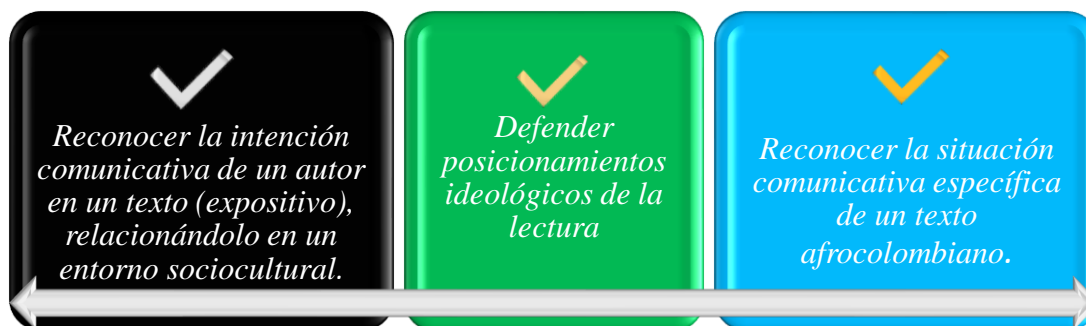 Reconocer la intención
comunicativa de un autor
en un texto (expositivo),
relacionándolo en un
entorno sociocultural.
Defender
posicionamientos
ideológicos de la
lectura
Reconocer la situación
comunicativa específica
de un texto
afrocolombiano.